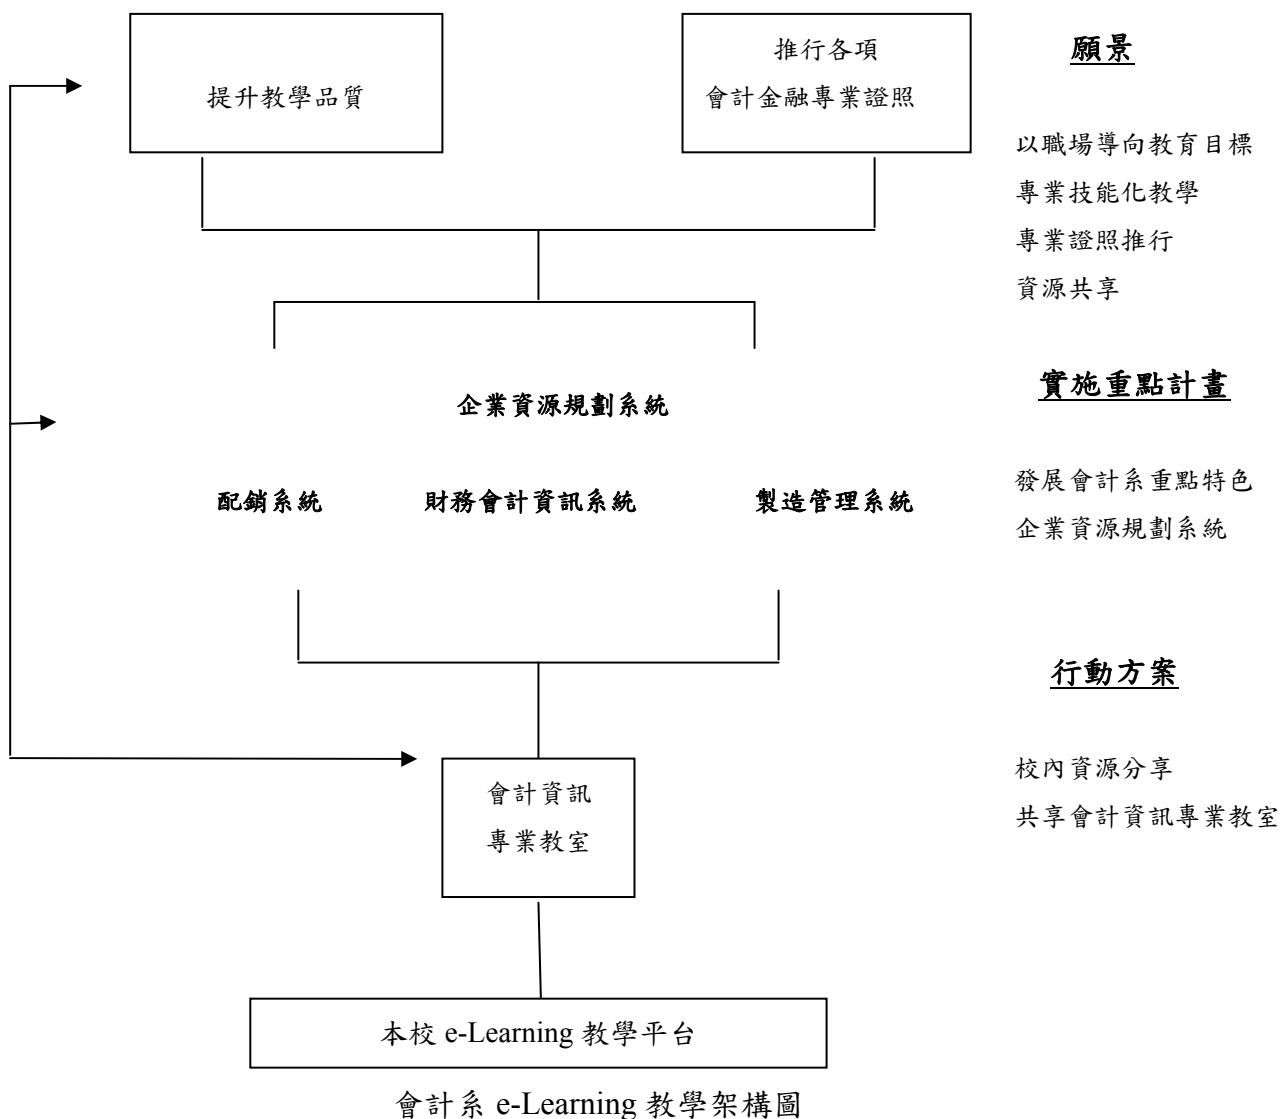 提升教學品質
推行各項
會計金融專業證照
願景
以職場導向教育目標
專業技能化教學
專業證照推行
資源共享
企業資源規劃系統
配銷系統
財務會計資訊系統
製造管理系統
實施重點計畫
發展會計系重點特色
企業資源規劃系統
行動方案
校內資源分享
共享會計資訊專業教室
會計資訊
專業教室
本校 e-Learning 教學平台
會計系 e-Learning 教學架構圖